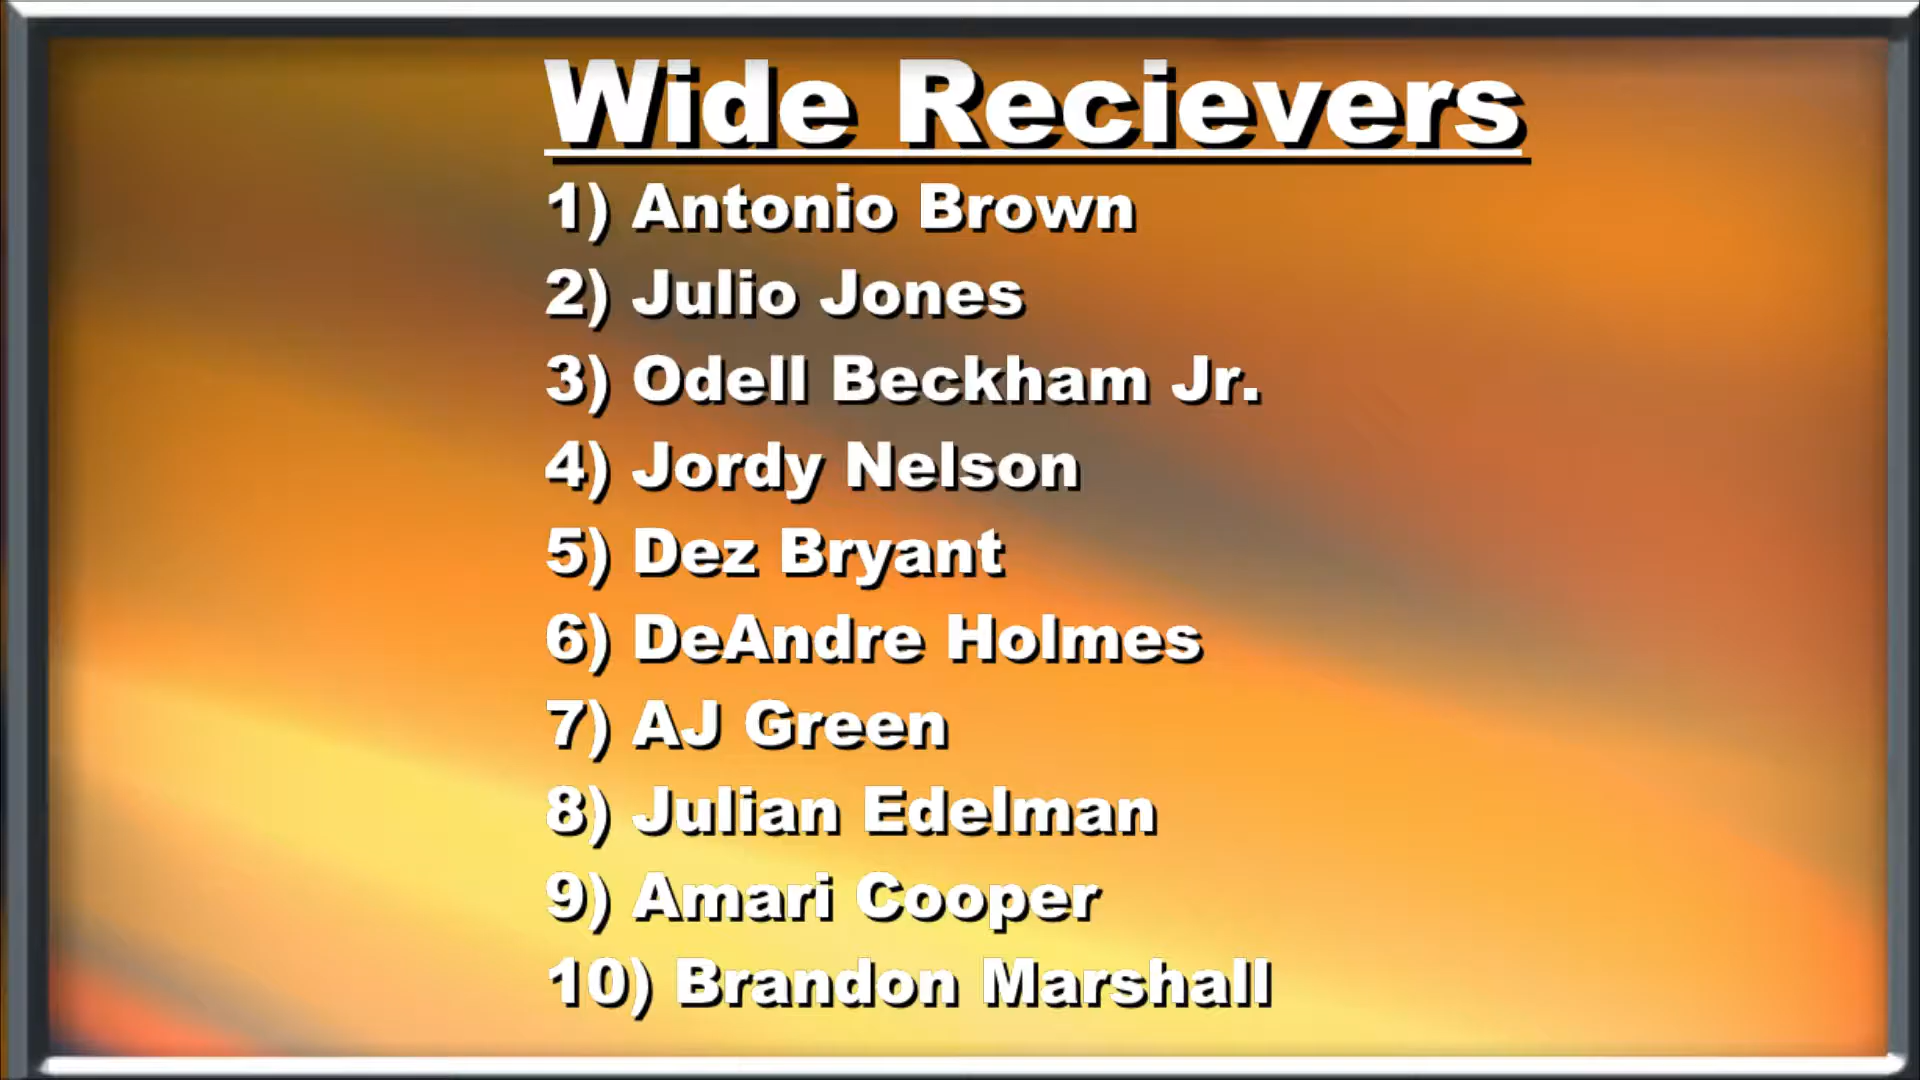 Wide Recievers
1) Antonio Brown
2) Julio Jones
3) Odell Beckham Jr.
4) Jordy Nelson
5) Dez Bryant
6) DeAndre Holmes
7) AJ Green
8) Julian Edelman
9) Amari Cooper
10) Brandon Marshall